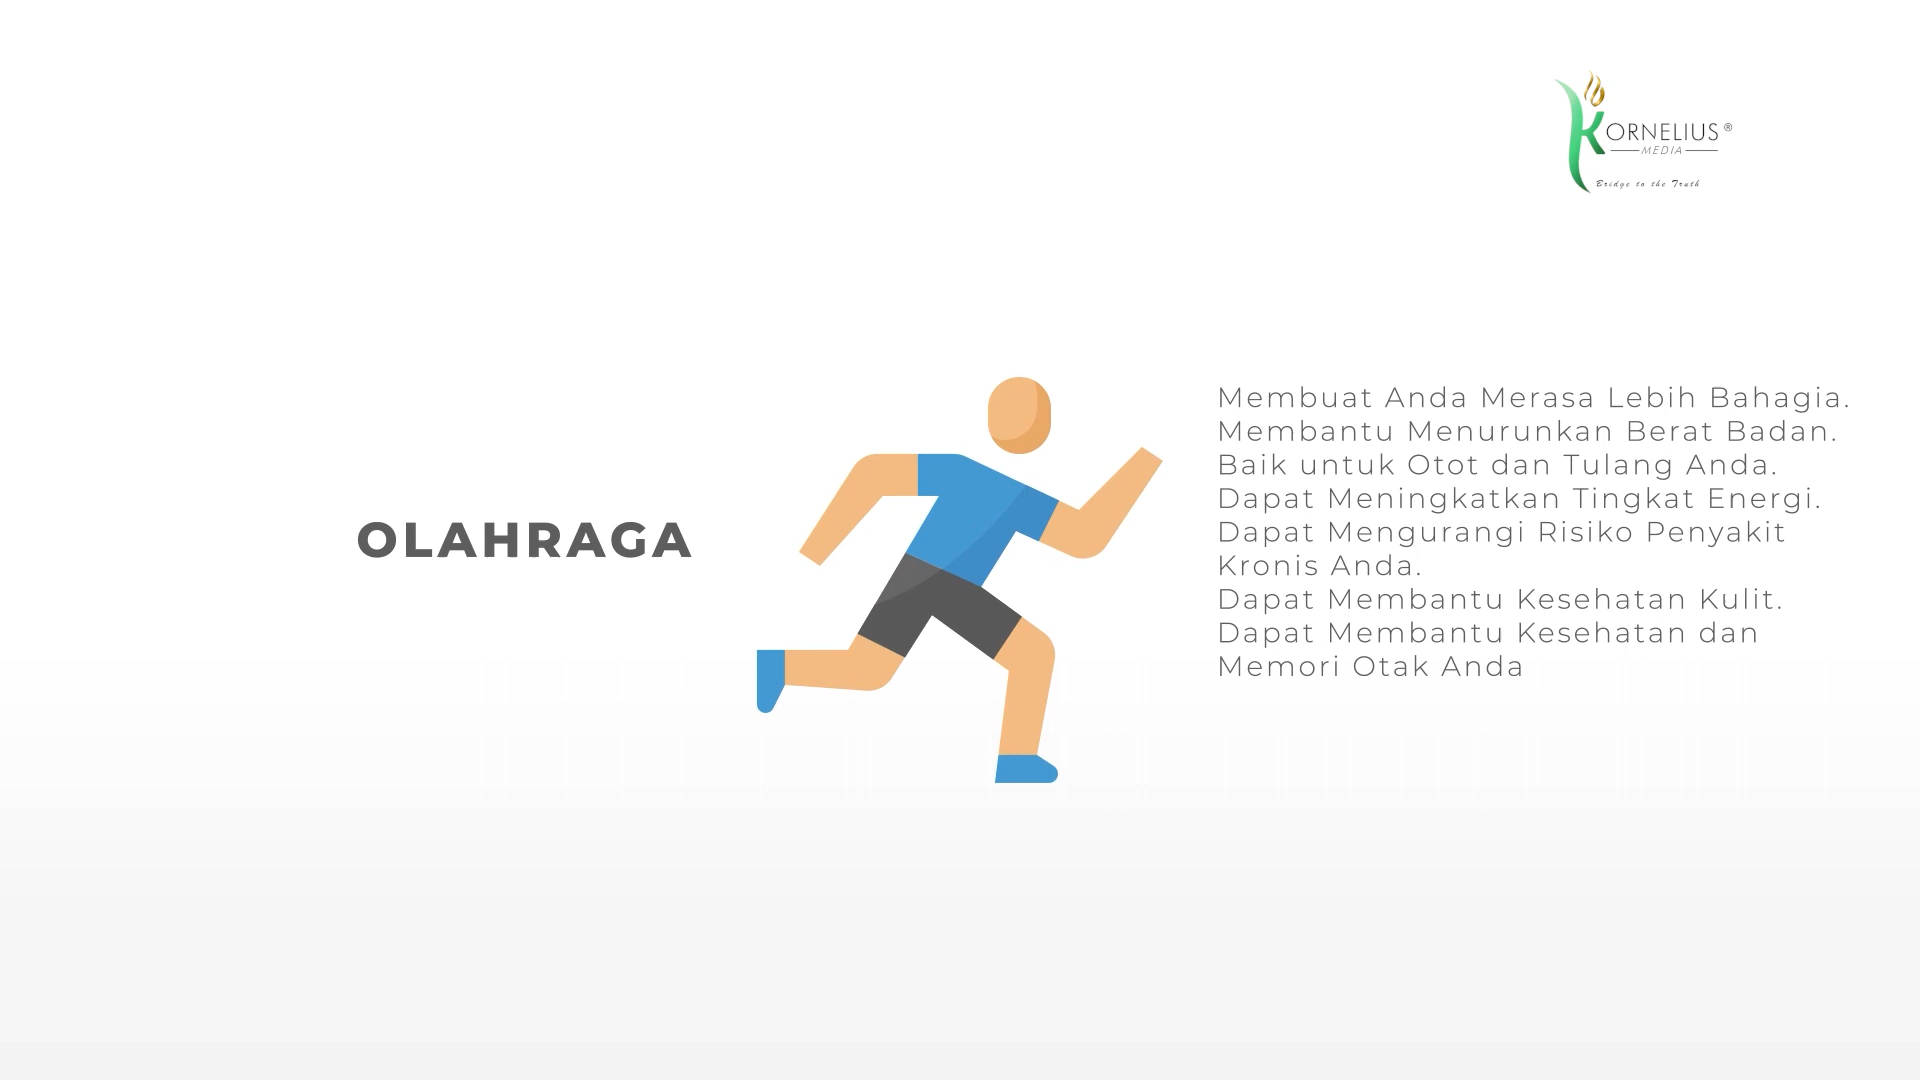 KORNELIUS ®
MEDIA
Bridge to the Truth
OLAHRAGA
Membuat Anda Merasa Lebih Bahagia.
Membantu Menurunkan Berat Badan.
Baik untuk Otot dan Tulang Anda.
Dapat Meningkatkan Tingkat Energi.
Dapat Mengurangi Risiko Penyakit
Kronis Anda.
Dapat Membantu Kesehatan Kulit.
Dapat Membantu Kesehatan dan
Memori Otak Anda